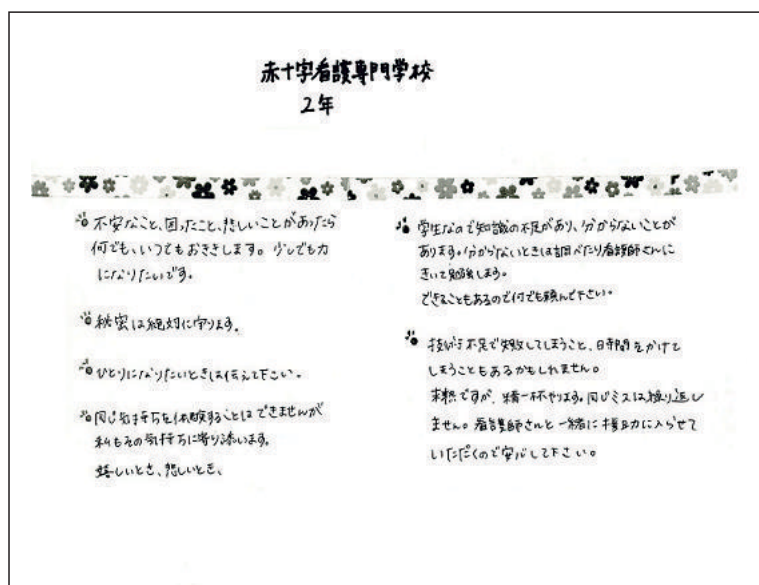 赤十字看護専門学校
2年
不安なこと、困ったこと、悲しいことがあったら
何でも、いつでもおききします。少しでも力
になりたいです。
秘密は絶対に守ります。
ひとりになりたいときは伝えて下さい。
同じ気持ちを体験することはできませんが
私もその気持ちに寄り添います。
嬉しいとき、悲しいとき、
学生なので知識の不足があり、分からないことが
あります。分からないときは調べたり看護師さんに
きいて勉強します。
できることもあるので何でも頼んで下さい。
技術不足で失敗してしまうこと、時間をかけて
しまうこともあるかもしれません。
未熟ですが、精一杯やります。同じミスは繰り返し
ません。看護師さんと一緒に援助に入らせて
いただくので安心して下さい。